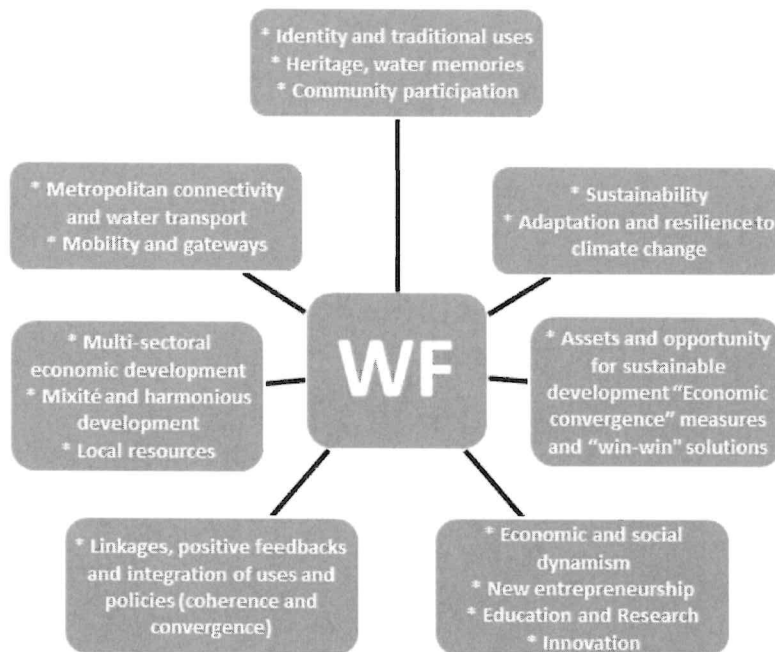 * Identity and traditional uses
* Heritage, water memories
* Community participation
* Metropolitan connectivity
and water transport
* Mobility and gateways
* Sustainability
* Adaptation and resilience to
climate change
WF
* Multi-sectoral
economic development
* Mixité and harmonious
development
* Local resources
* Assets and opportunity
for sustainable
development "Economic
convergence" measures
and "win-win" solutions
* Linkages, positive feedbacks
and integration of uses and
policies (coherence and
convergence)
* Economic and social
dynamism
* New entrepreneurship
* Education and Research
* Innovation